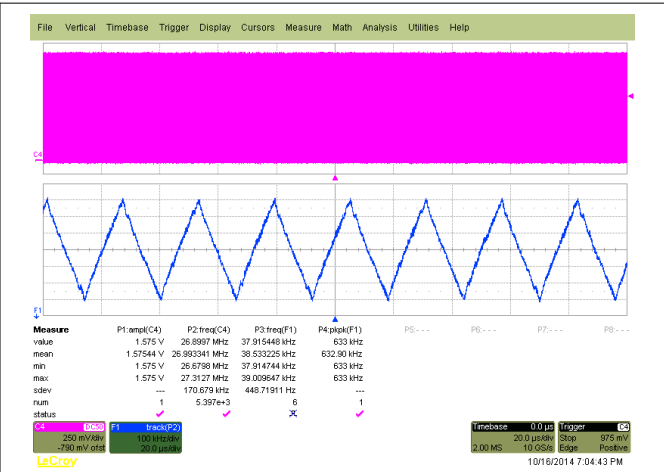 File Vertical Timebase Trigger Display Cursors Measure Math Analysis Utilities Help
C4
F1
Measure P1:ampl(C4) P2:freq(C4) P3:freq(F1) P4:pkpk(F1) P5:- - - P6:- - - P7:- - - P8:- - -
value 1.575 V 26.8997 MHz 37.915448 kHz 633 kHz
mean 1.57544 V 26.993341 MHz 38.533225 kHz 632.90 kHz
min 1.575 V 26.6798 MHz 37.914744 kHz 633 kHz
max 1.575 V 27.3127 MHz 39.009647 kHz 633 kHz
sdev --- 170.679 kHz 448.71911 Hz ---
num 1 5.397e+3 6 1
status
C4 DC50 F1 track(P2) Timebase 0.0 µs Trigger C4
250 mV/div 100 kHz/div 20.0 µs/div Stop 975 mV
-790 mV ofst 20.0 µs/div 2.00 MS 10 GS/s Edge Positive
LeCroy 10/16/2014 7:04:43 PM